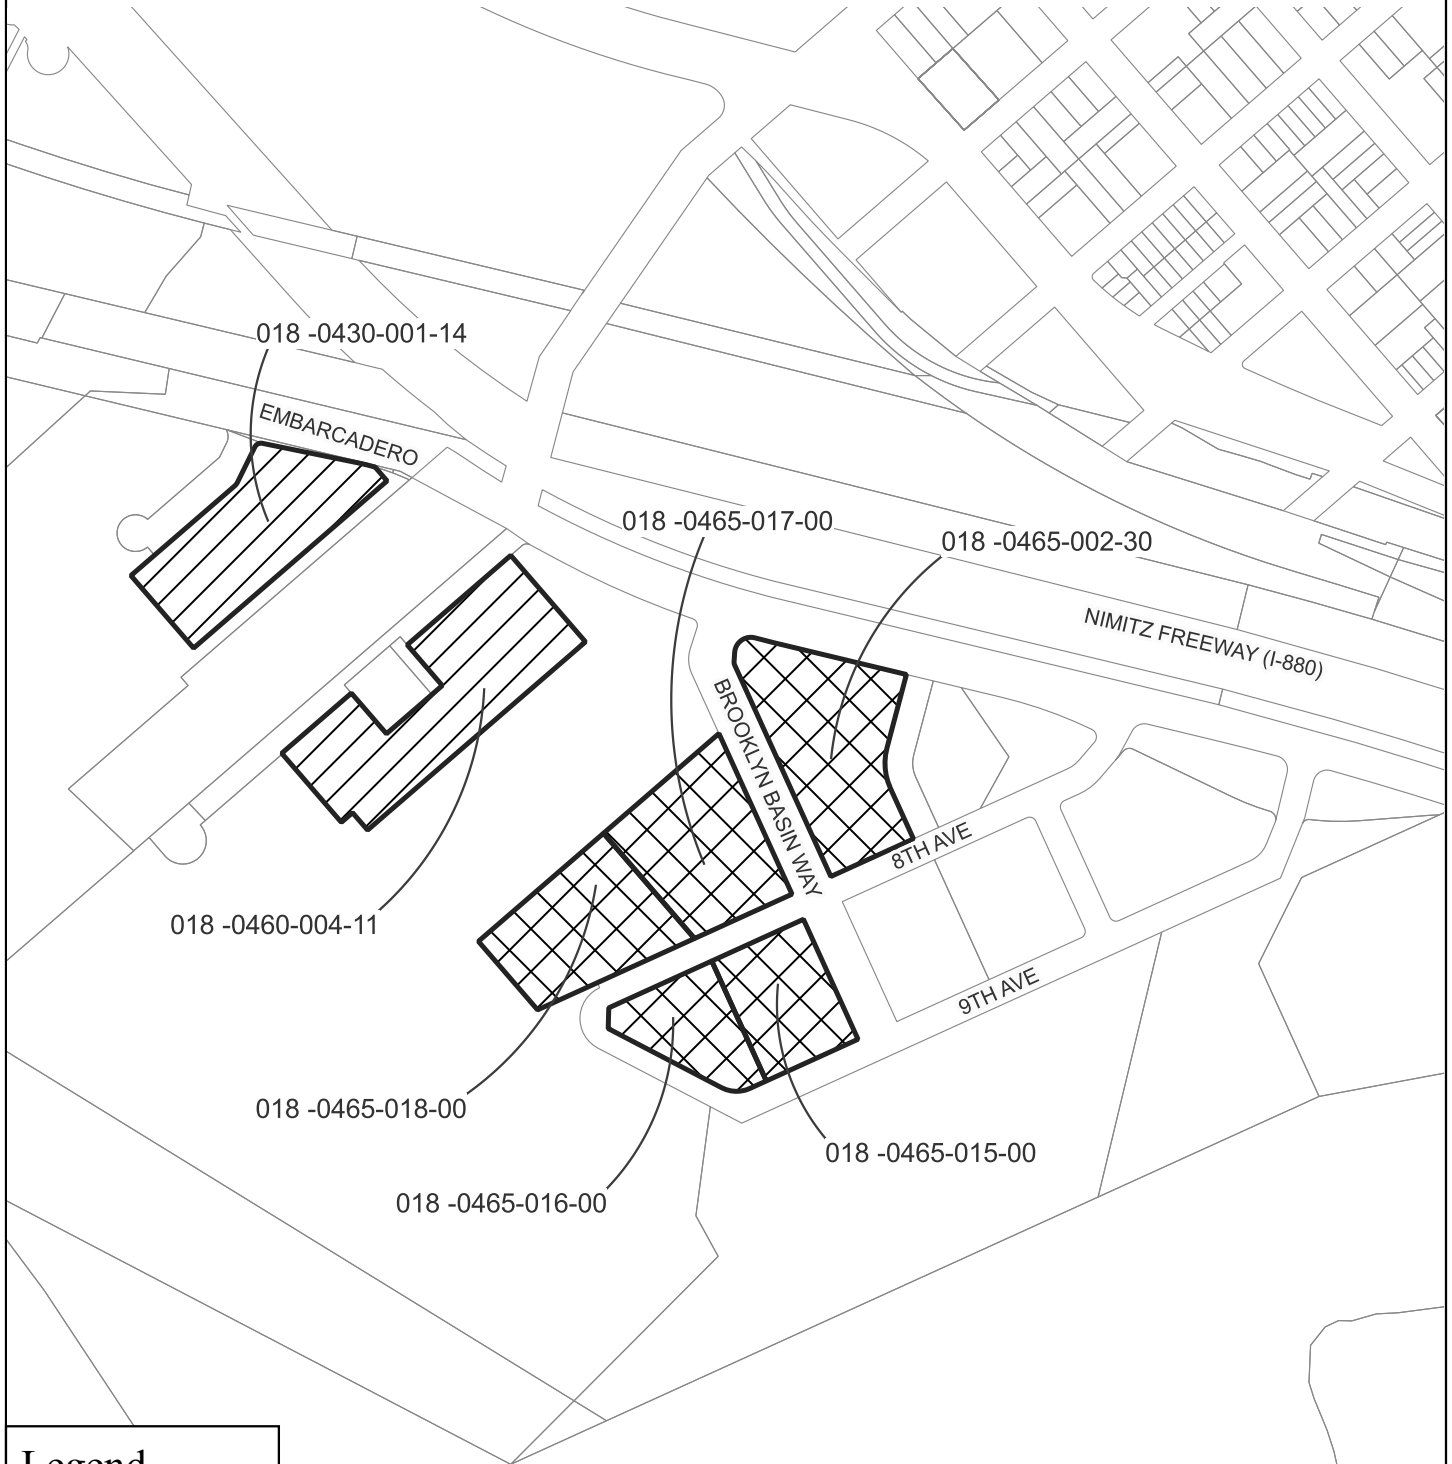 018 -0430-001-14
EMBARCADERO
018 -0465-017-00
018 -0465-002-30
NIMITZ FREEWAY (I-880)
BROOKLYN BASIN WAY
8TH AVE
018 -0460-004-11
9TH AVE
018 -0465-018-00
018 -0465-015-00
018 -0465-016-00
Legend